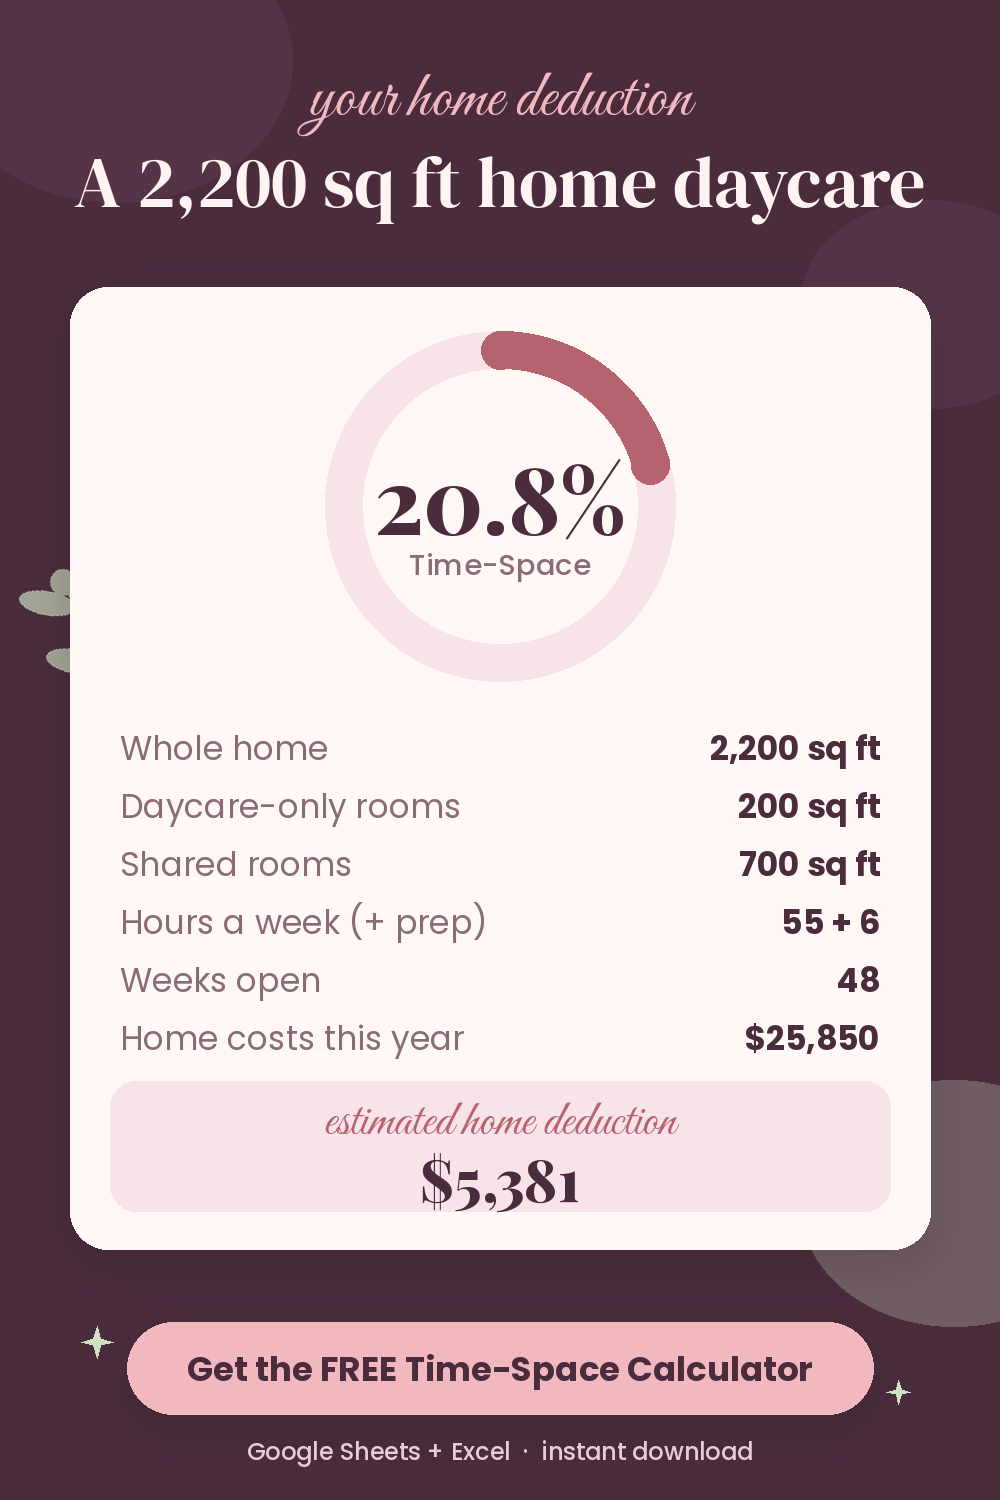 your home deduction
A 2,200 sq ft home daycare
20.8%
Time-Space
Whole home 2,200 sq ft
Daycare-only rooms 200 sq ft
Shared rooms 700 sq ft
Hours a week (+ prep) 55 + 6
Weeks open 48
Home costs this year $25,850
estimated home deduction
$5,381
Get the FREE Time-Space Calculator
Google Sheets + Excel · instant download